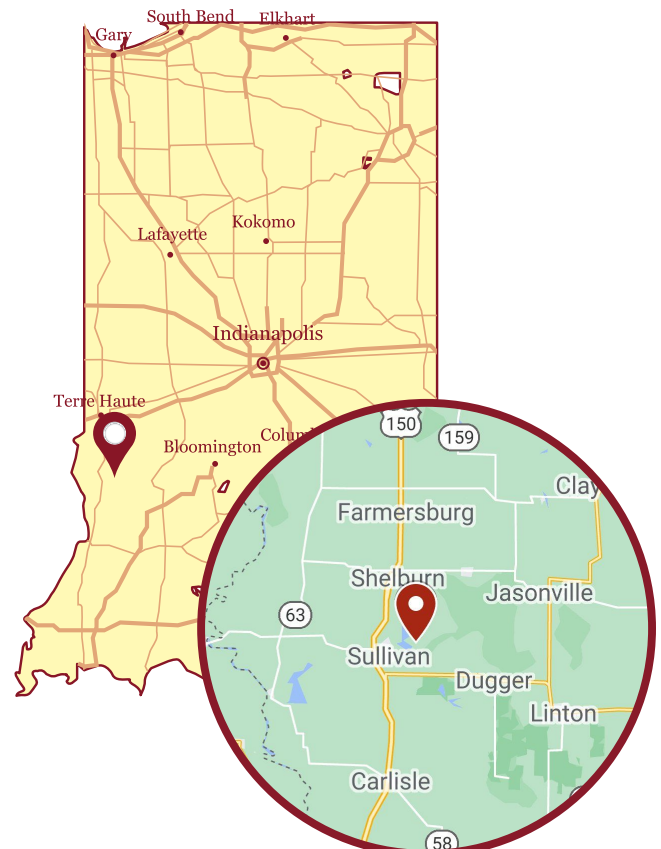 South Bend
Elkhart
Gary
Kokomo
Lafayette
Indianapolis
Terre Haute
Bloomington
150
159
Clay
Farmersburg
Shelburn
Jasonville
63
Sullivan
Dugger
Linton
Carlisle
58